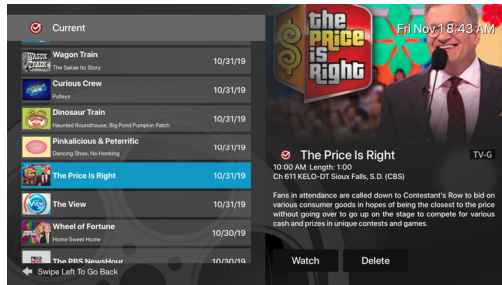 Current
Wagon Train
The Sakae Ito Story
10/31/19
Curious Crew
Pulleys
10/31/19
Dinosaur Train
Haunted Roundhouse; Big Pond Pumpkin Patch
10/31/19
Pinkalicious & Peterrific
Dancing Shoe; No Honking
10/31/19
The Price Is Right
10/31/19
The View
10/31/19
Wheel of Fortune
Home Sweet Home
10/30/19
The PBS NewsHour
10/30/19
Swipe Left To Go Back
the
PRICE
is
Right
Fri Nov 1 8:43 AM
The Price Is Right
TV-G
10:00 AM Length: 1:00
Ch 611 KELO-DT Sioux Falls, S.D. (CBS)
Fans in attendance are called down to Contestant's Row to bid on
various consumer goods in hopes of being the closest to the price
without going over to go up on the stage to compete for various
cash and prizes in unique contests and games.
Watch
Delete